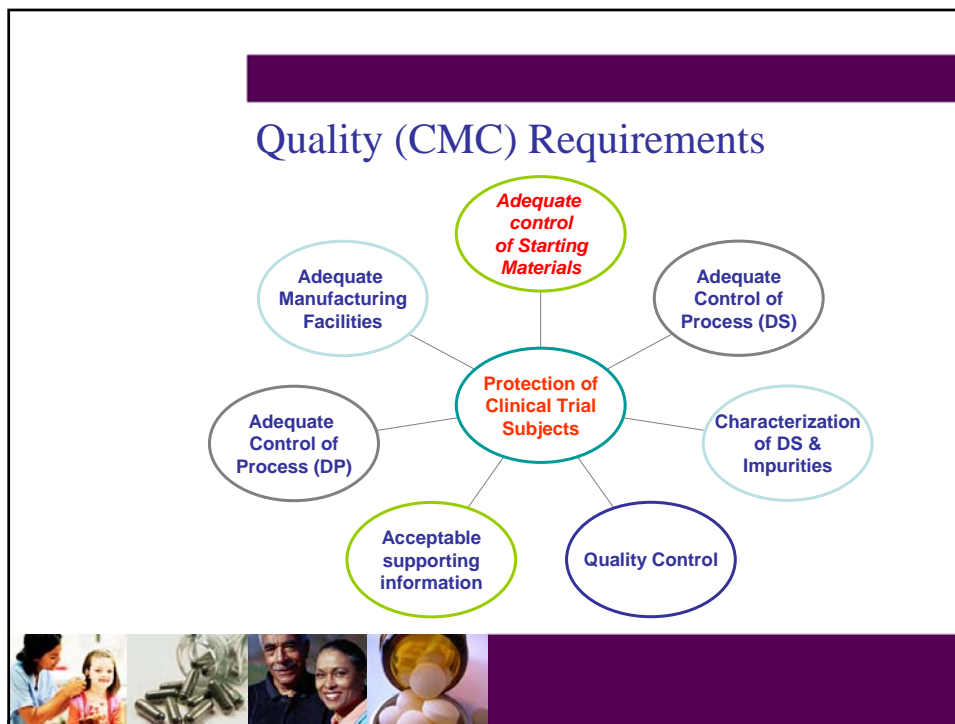 Quality (CMC) Requirements
Adequate
control
of Starting
Materials
Adequate
Manufacturing
Facilities
Adequate
Control of
Process (DS)
Protection of
Clinical Trial
Subjects
Adequate
Control of
Process (DP)
Characterization
of DS &
Impurities
Acceptable
supporting
information
Quality Control